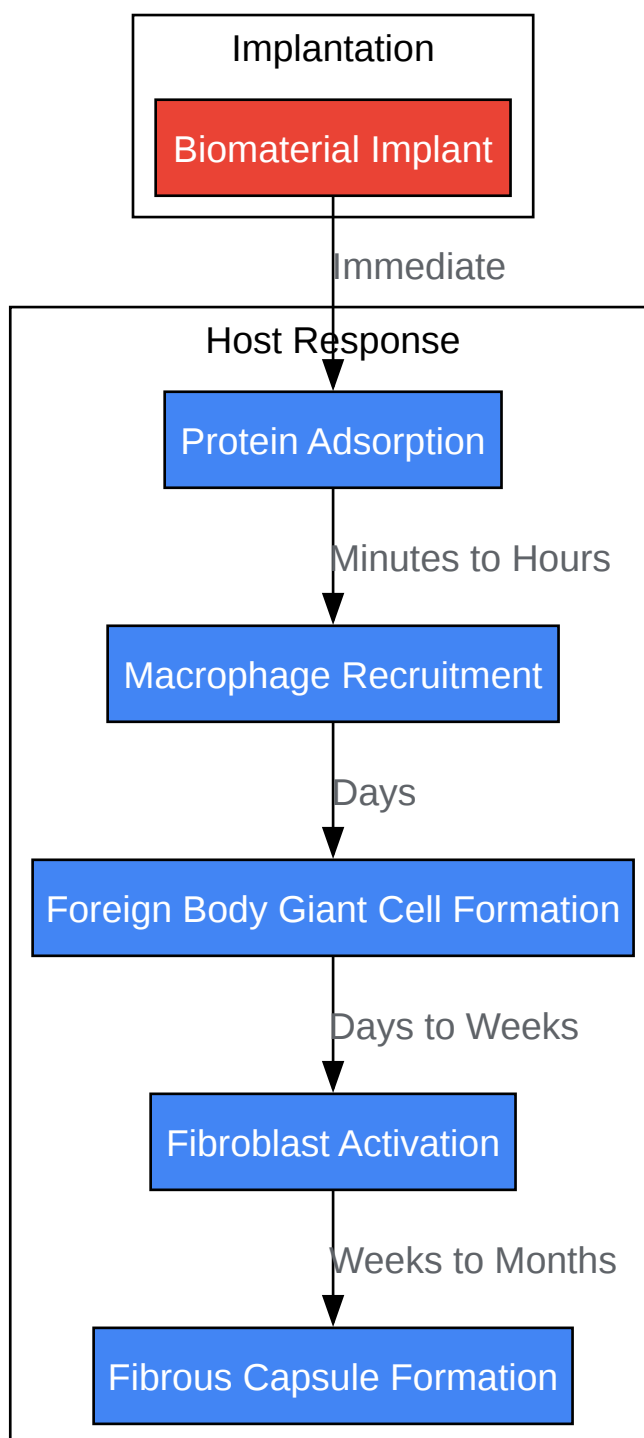 Implantation
Biomaterial Implant
Immediate
Host Response
Protein Adsorption
Minutes to Hours
Macrophage Recruitment
Days
Foreign Body Giant Cell Formation
Days to Weeks
Fibroblast Activation
Weeks to Months
Fibrous Capsule Formation